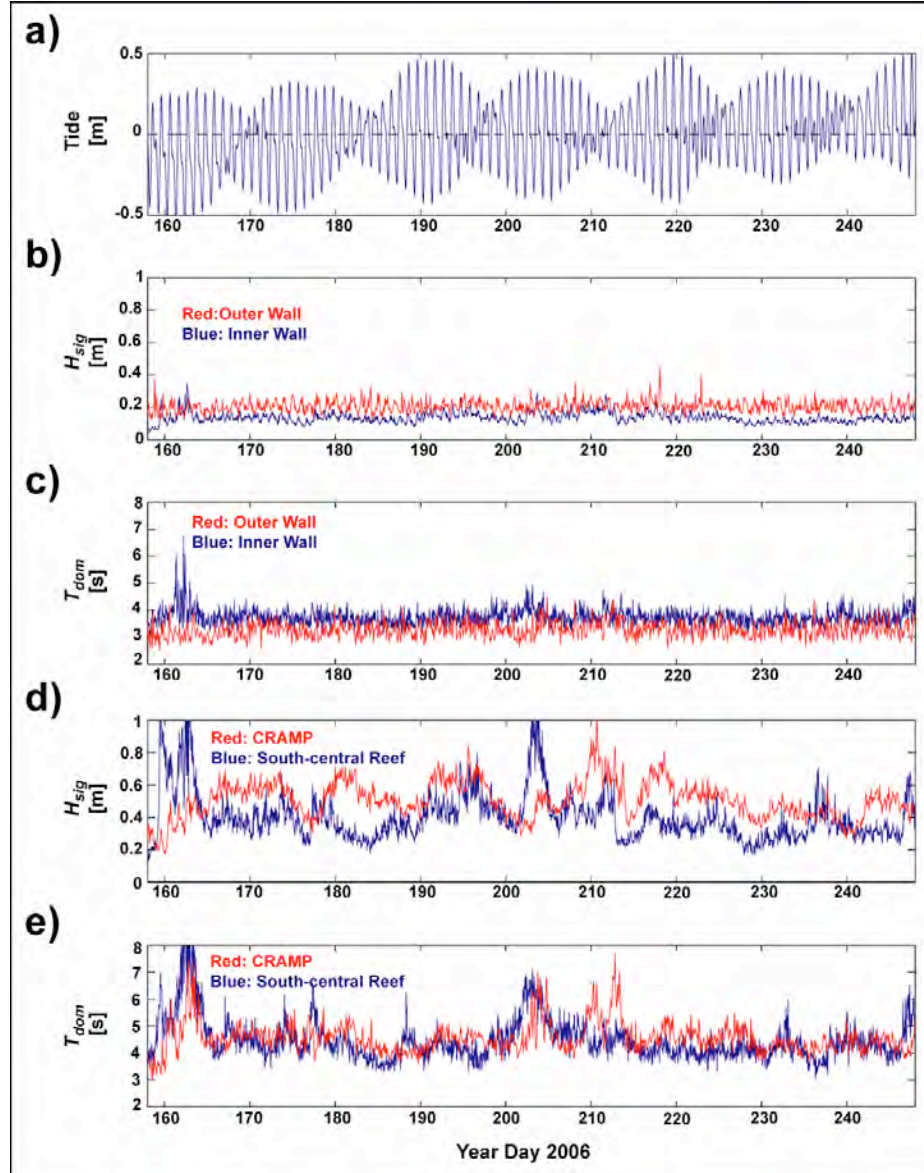 a)
0.5
0
-0.5
Tide
[m]
160 170 180 190 200 210 220 230 240
b)
1
0.8
0.6
0.4
0.2
0
Hsig
[m]
Red:Outer Wall
Blue: Inner Wall
160 170 180 190 200 210 220 230 240
c)
8
7
6
5
4
3
2
Tdom
[s]
Red: Outer Wall
Blue: Inner Wall
160 170 180 190 200 210 220 230 240
d)
1
0.8
0.6
0.4
0.2
0
Hsig
[m]
Red: CRAMP
Blue: South-central Reef
160 170 180 190 200 210 220 230 240
e)
8
7
6
5
4
3
2
Tdom
[s]
Red: CRAMP
Blue: South-central Reef
160 170 180 190 200 210 220 230 240
Year Day 2006